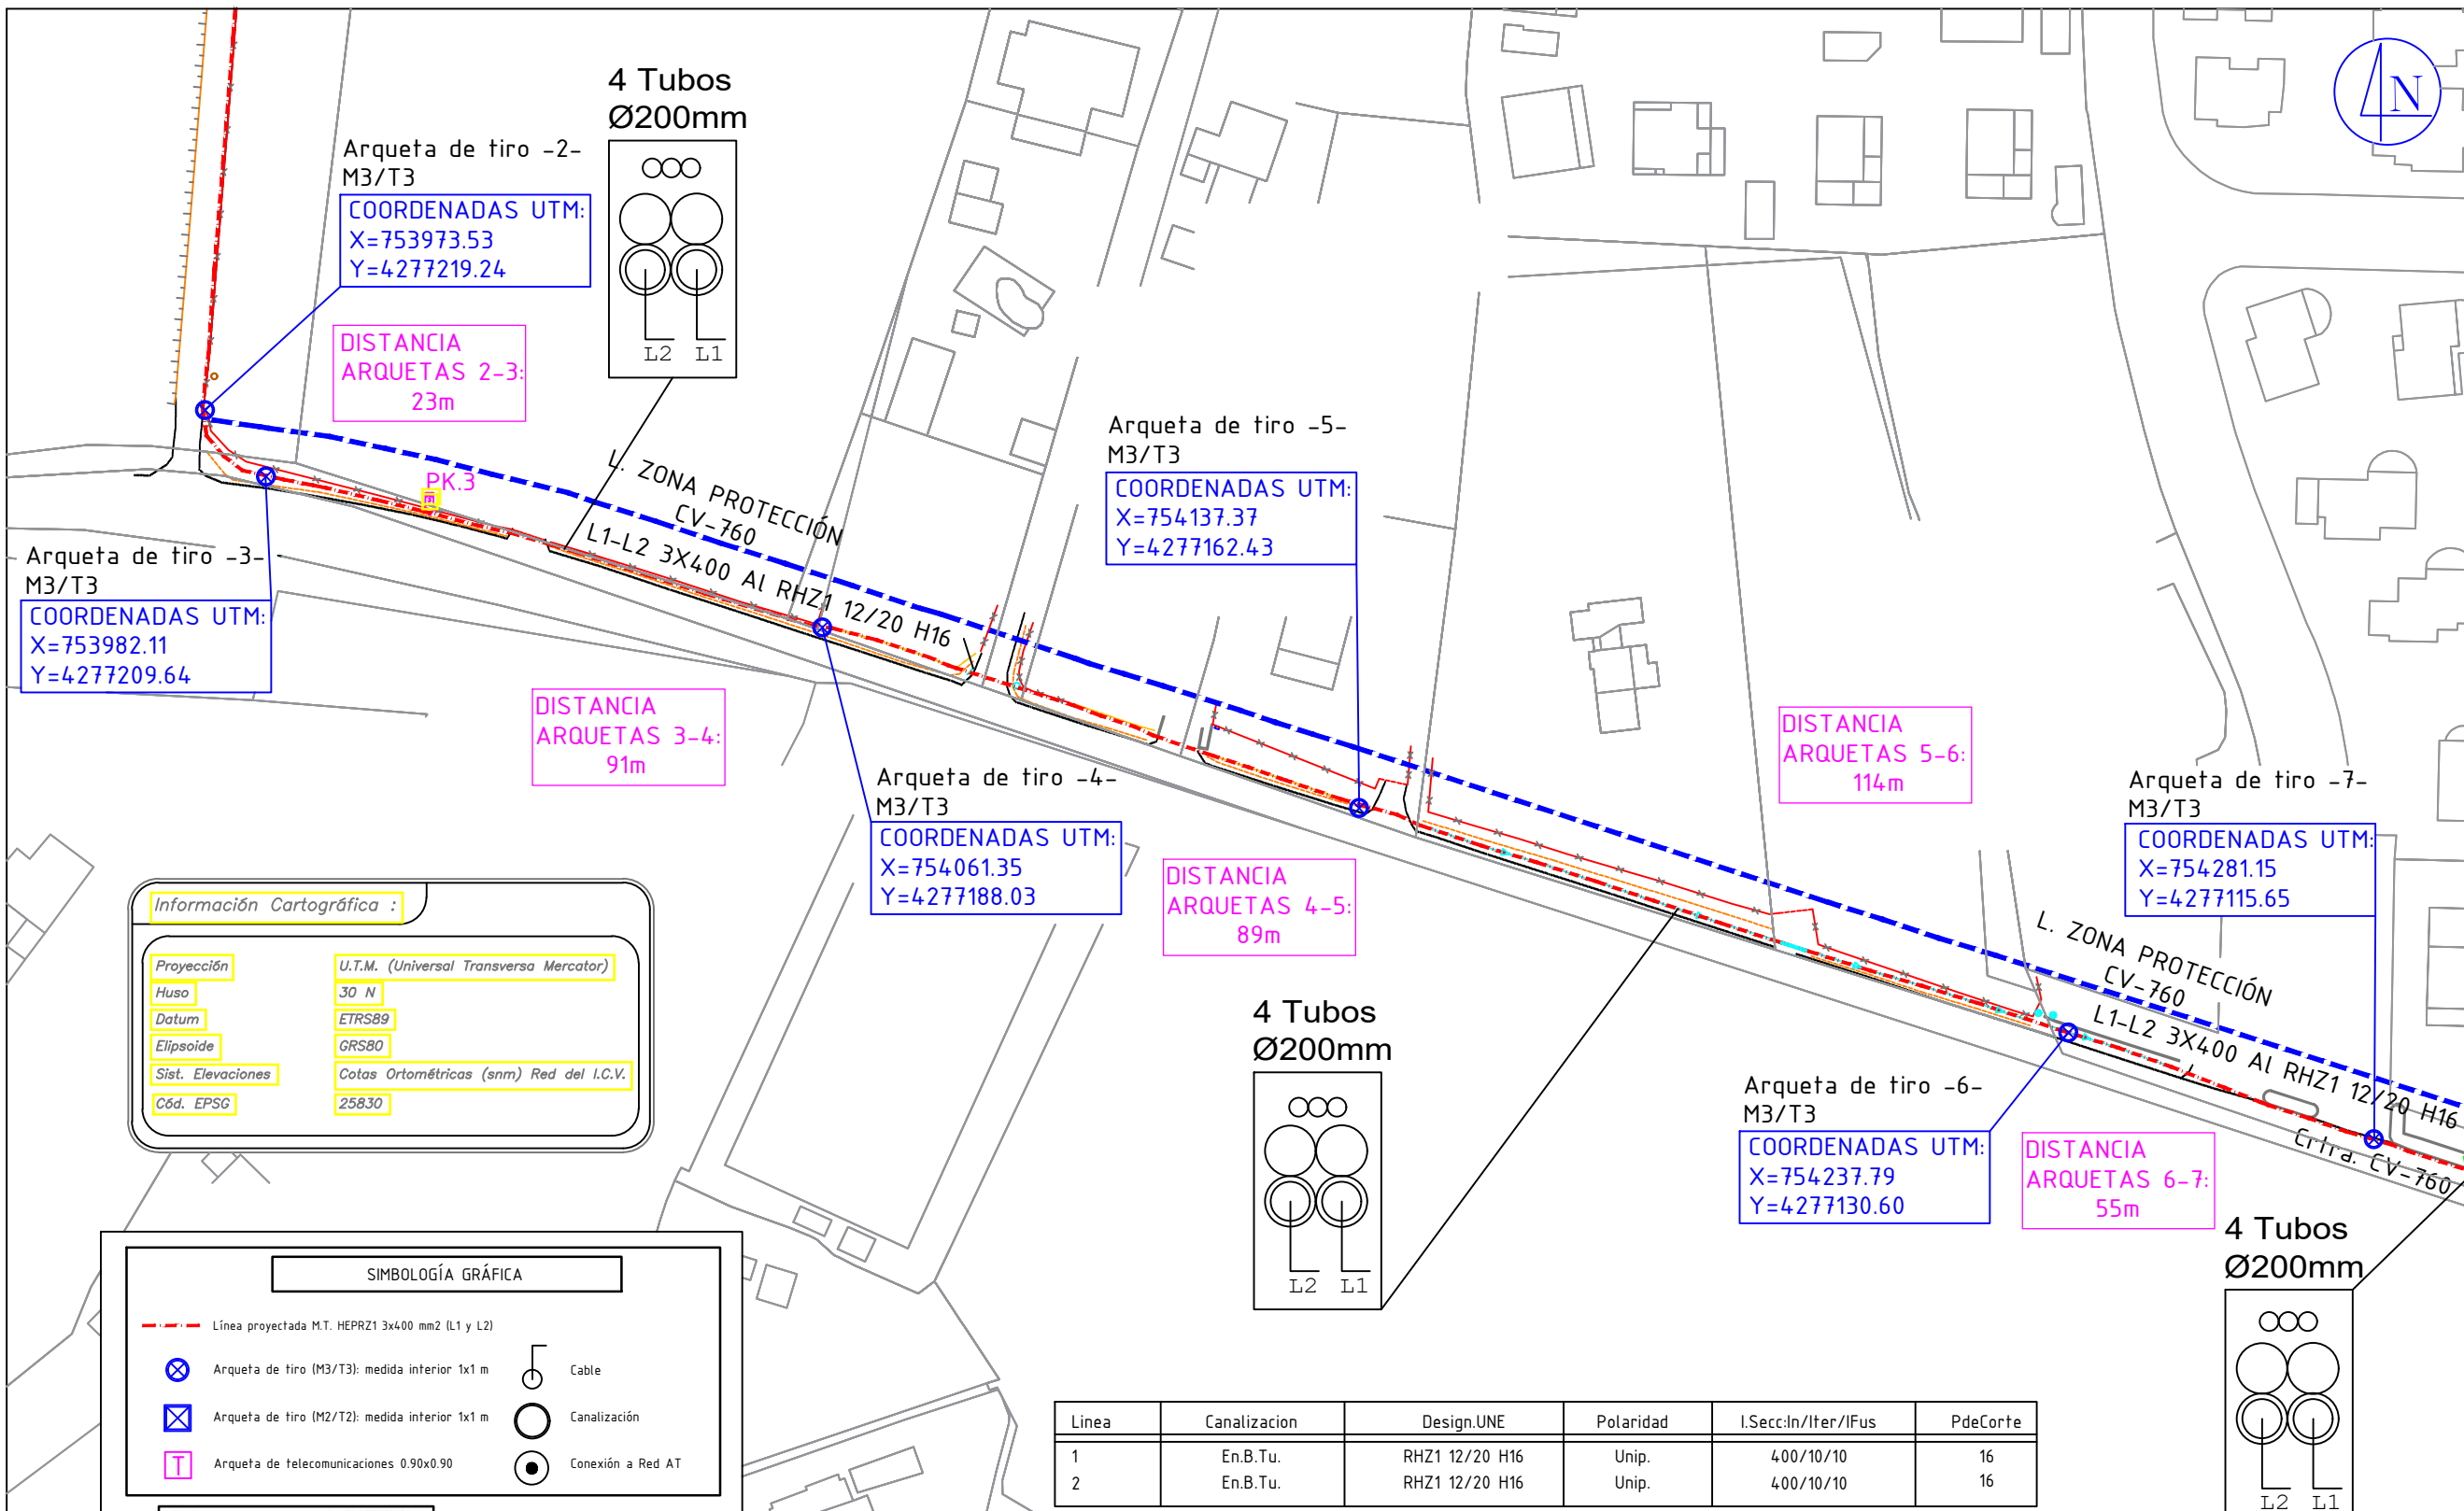 4 Tubos
Ø200mm
L2 L1
Arqueta de tiro -2-
M3/T3
COORDENADAS UTM:
X=753973.53
Y=4277219.24
N
DISTANCIA
ARQUETAS 2-3:
23m
PK.3
L. ZONA PROTECCIÓN
CV-760
L1-L2 3X400 Al RHZ1 12/20 H16
Arqueta de tiro -3-
M3/T3
COORDENADAS UTM:
X=753982.11
Y=4277209.64
Arqueta de tiro -5-
M3/T3
COORDENADAS UTM:
X=754137.37
Y=4277162.43
DISTANCIA
ARQUETAS 3-4:
91m
Arqueta de tiro -4-
M3/T3
COORDENADAS UTM:
X=754061.35
Y=4277188.03
DISTANCIA
ARQUETAS 4-5:
89m
DISTANCIA
ARQUETAS 5-6:
114m
Arqueta de tiro -7-
M3/T3
COORDENADAS UTM:
X=754281.15
Y=4277115.65
L. ZONA PROTECCIÓN
CV-760
L1-L2 3X400 Al RHZ1 12/20 H16
Crtra. CV-760
4 Tubos
Ø200mm
L2 L1
Arqueta de tiro -6-
M3/T3
COORDENADAS UTM:
X=754237.79
Y=4277130.60
DISTANCIA
ARQUETAS 6-7:
55m
4 Tubos
Ø200mm
L2 L1
Información Cartográfica :
Proyección U.T.M. (Universal Transversa Mercator)
Huso 30 N
Datum ETRS89
Elipsoide GRS80
Sist. Elevaciones Cotas Ortométricas (snm) Red del I.C.V.
Cód. EPSG 25830
SIMBOLOGÍA GRÁFICA
Línea proyectada M.T. HEPRZ1 3x400 mm2 (L1 y L2)
Arqueta de tiro (M3/T3): medida interior 1x1 m
Cable
Arqueta de tiro (M2/T2): medida interior 1x1 m
Canalización
T Arqueta de telecomunicaciones 0.90x0.90
Conexión a Red AT
Linea Canalizacion Design.UNE Polaridad I.Secc:In/Iter/IFus PdeCorte
1 En.B.Tu. RHZ1 12/20 H16 Unip. 400/10/10 16
2 En.B.Tu. RHZ1 12/20 H16 Unip. 400/10/10 16